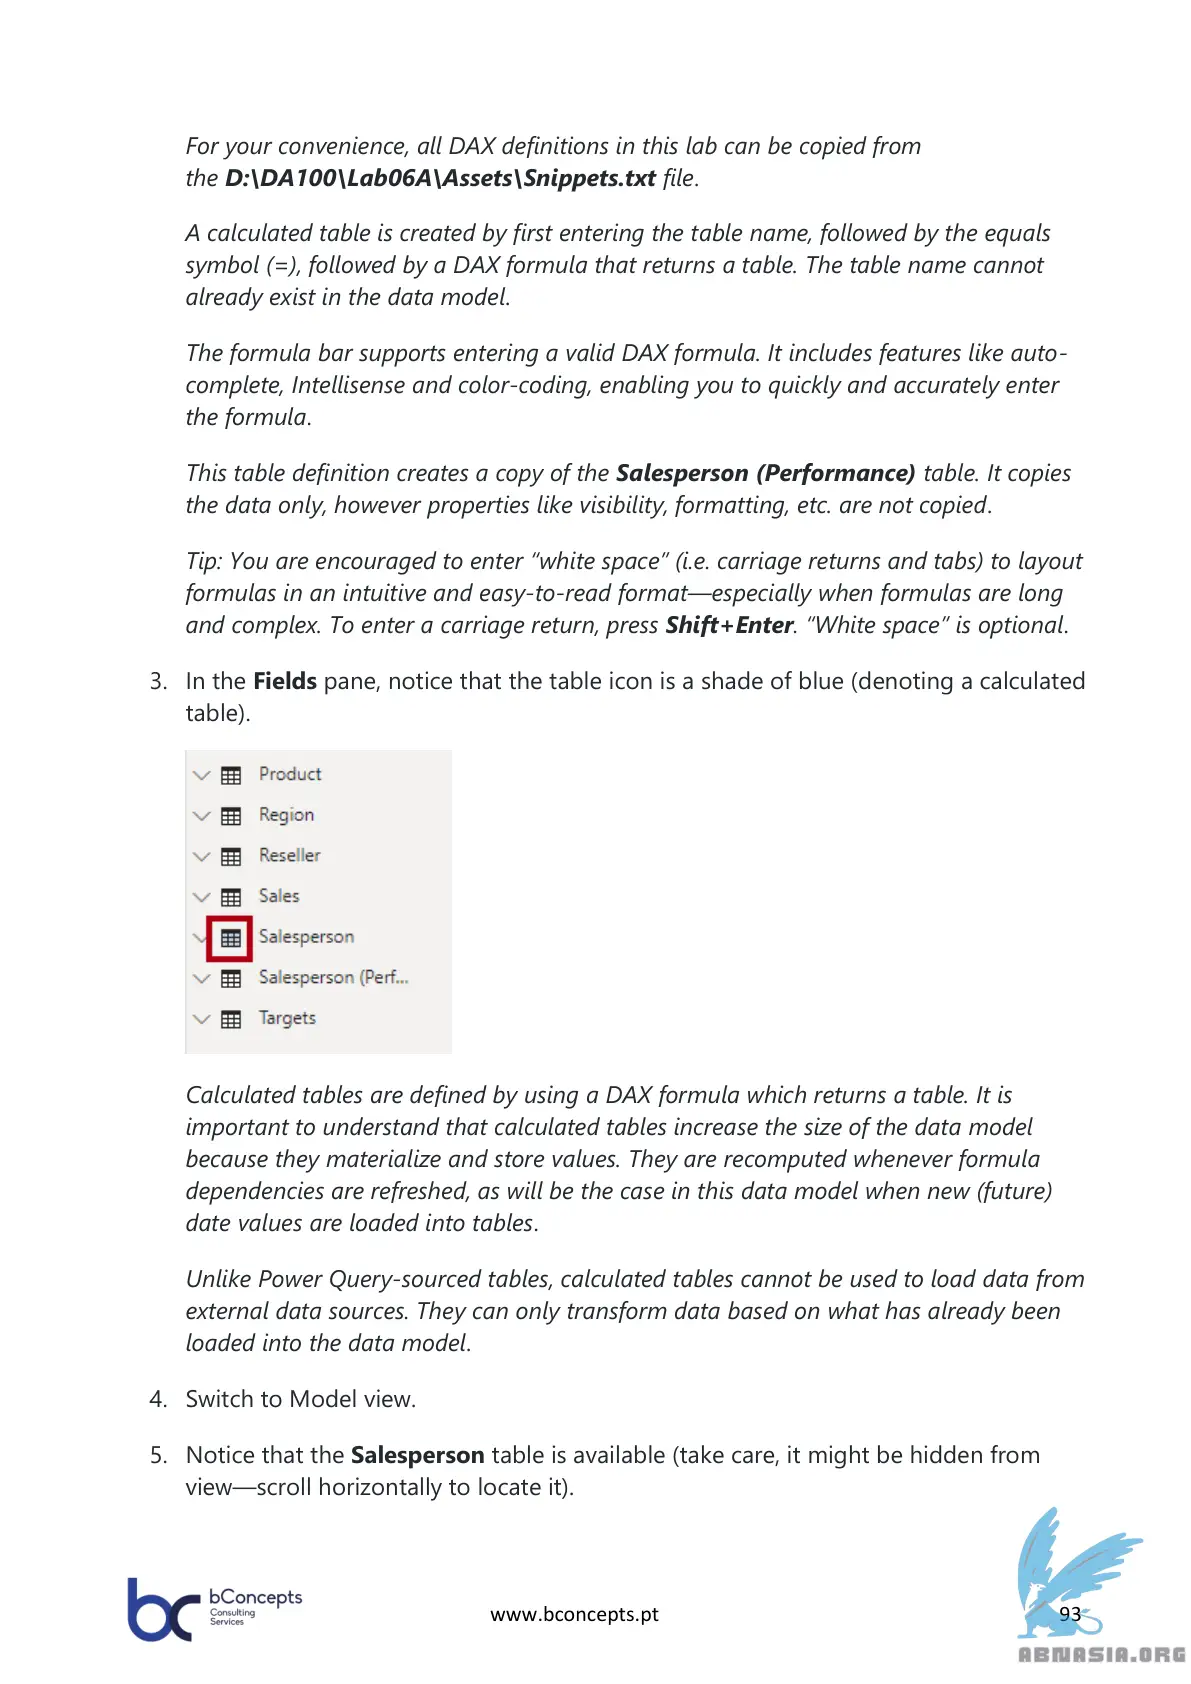 For your convenience, all DAX definitions in this lab can be copied from
the D:\DA100\Lab06A\Assets\Snippets.txt file.
A calculated table is created by first entering the table name, followed by the equals
symbol (=), followed by a DAX formula that returns a table. The table name cannot
already exist in the data model.
The formula bar supports entering a valid DAX formula. It includes features like auto-
complete, Intellisense and color-coding, enabling you to quickly and accurately enter
the formula.
This table definition creates a copy of the Salesperson (Performance) table. It copies
the data only, however properties like visibility, formatting, etc. are not copied.
Tip: You are encouraged to enter “white space” (i.e. carriage returns and tabs) to layout
formulas in an intuitive and easy-to-read format—especially when formulas are long
and complex. To enter a carriage return, press Shift+Enter. “White space” is optional.
3. In the Fields pane, notice that the table icon is a shade of blue (denoting a calculated
table).
Product
Region
Reseller
Sales
Salesperson
Salesperson (Perf...
Targets
Calculated tables are defined by using a DAX formula which returns a table. It is
important to understand that calculated tables increase the size of the data model
because they materialize and store values. They are recomputed whenever formula
dependencies are refreshed, as will be the case in this data model when new (future)
date values are loaded into tables.
Unlike Power Query-sourced tables, calculated tables cannot be used to load data from
external data sources. They can only transform data based on what has already been
loaded into the data model.
4. Switch to Model view.
5. Notice that the Salesperson table is available (take care, it might be hidden from
view—scroll horizontally to locate it).
bc bConcepts
Consulting
Services
www.bconcepts.pt
93
ABNASIA.ORG